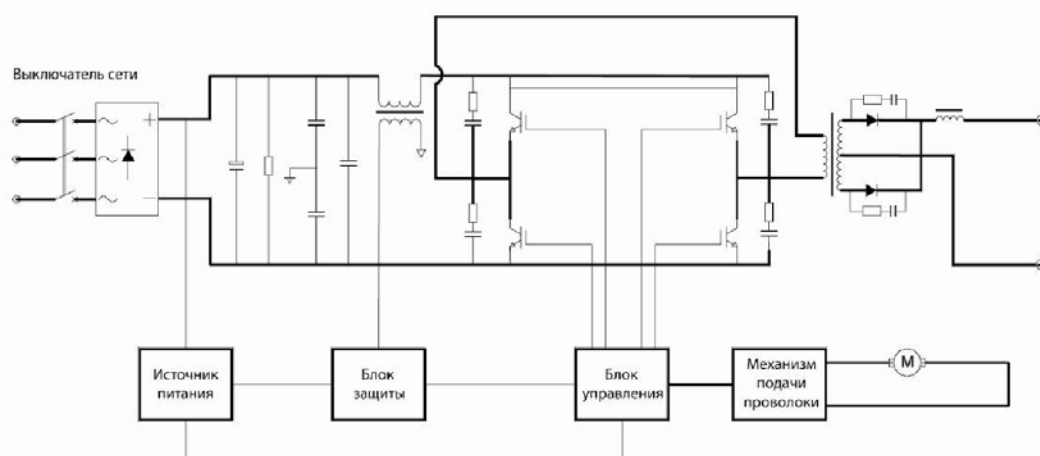 Выключатель сети
Источник
питания
Блок
защиты
Блок
управления
Механизм
подачи
проволоки
M